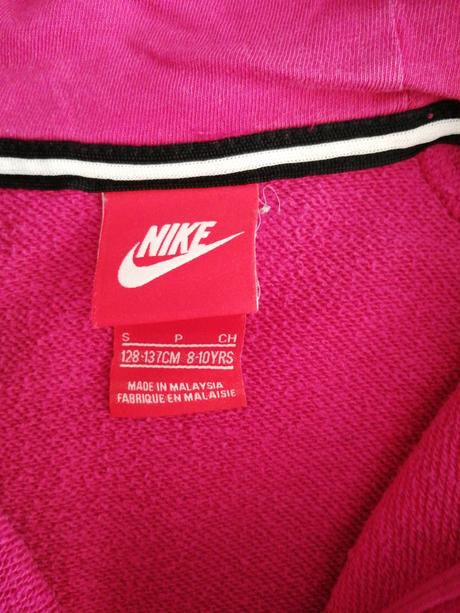 NIKE
S P CH
128-137CM 8-10YRS
MADE IN MALAYSIA
FABRIQUE EN MALAISIE